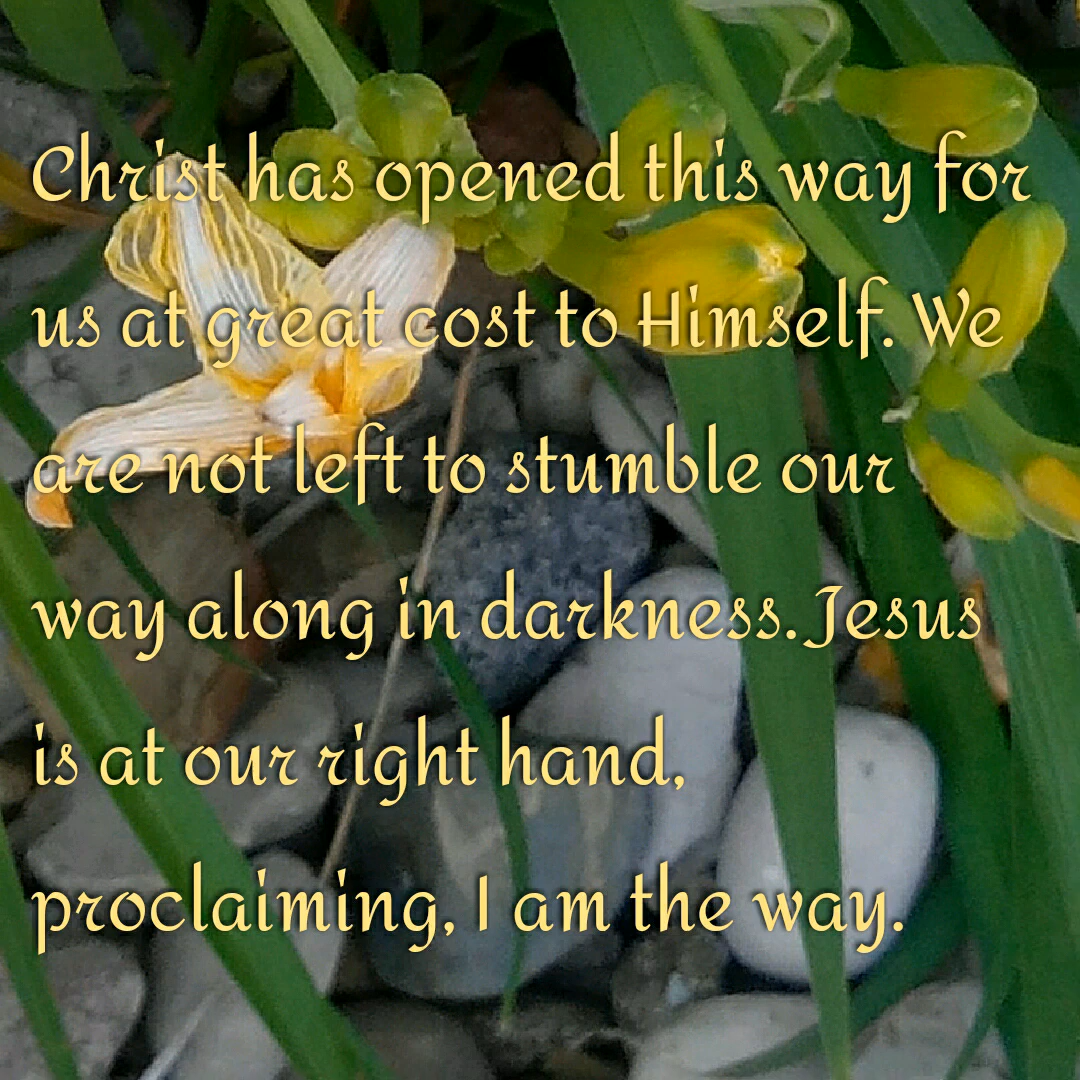 Christ has opened this way for
us at great cost to Himself. We
are not left to stumble our
way along in darkness. Jesus
is at our right hand,
proclaiming, I am the way.